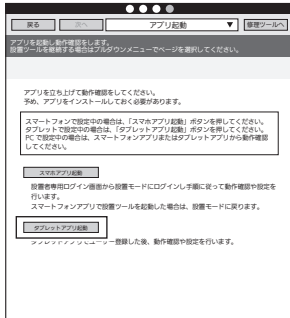 戻る 次へ アプリ起動 ▼ 修理ツールへ
アプリを起動し動作確認をします。
設置ツールを継続する場合はプルダウンメニューでページを選択してください。
アプリを立ち上げて動作確認をしてください。
予め、アプリをインストールしておく必要があります。
スマートフォンで設定中の場合は、「スマホアプリ起動」ボタンを押してください。
タブレットで設定中の場合は、「タブレットアプリ起動」ボタンを押してください。
PC で設定中の場合は、スマートフォンアプリまたはタブレットアプリから動作確認
してください。
スマホアプリ起動
設置者専用ログイン画面から設置モードにログインし手順に従って動作確認や設定を
行います。
スマートフォンアプリで設置ツールを起動した場合は、設置モードに戻ります。
タブレットアプリ起動
タブレットアプリでユーザー登録した後、動作確認や設定を行います。